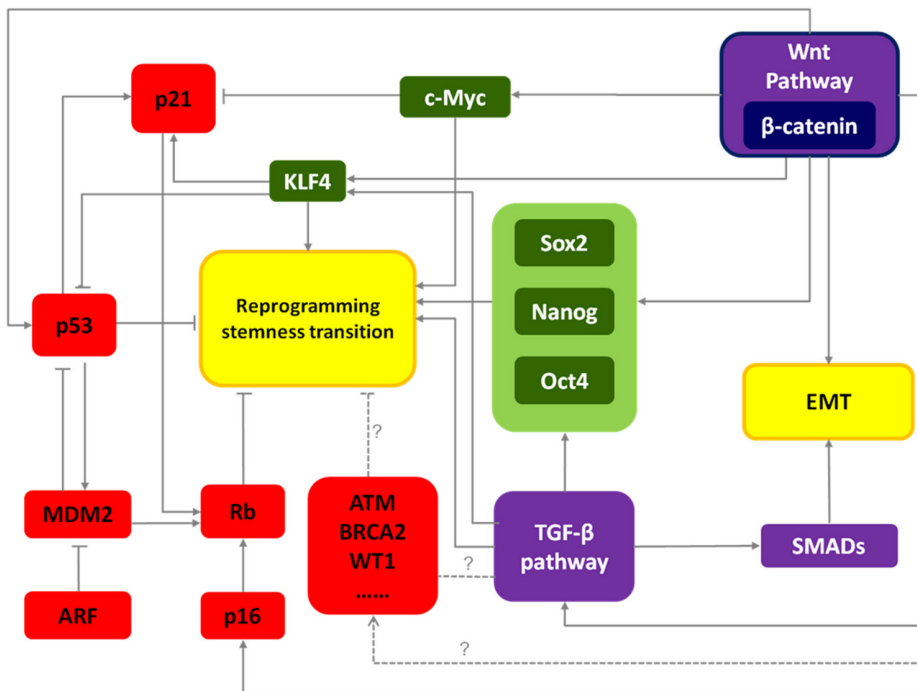 Wnt
Pathway
β-catenin
p21
c-Myc
KLF4
Sox2
Reprogramming
stemness transition
Nanog
p53
Oct4
EMT
?
ATM
BRCA2
WT1
......
MDM2
Rb
TGF-β
pathway
SMADs
?
ARF
p16
?